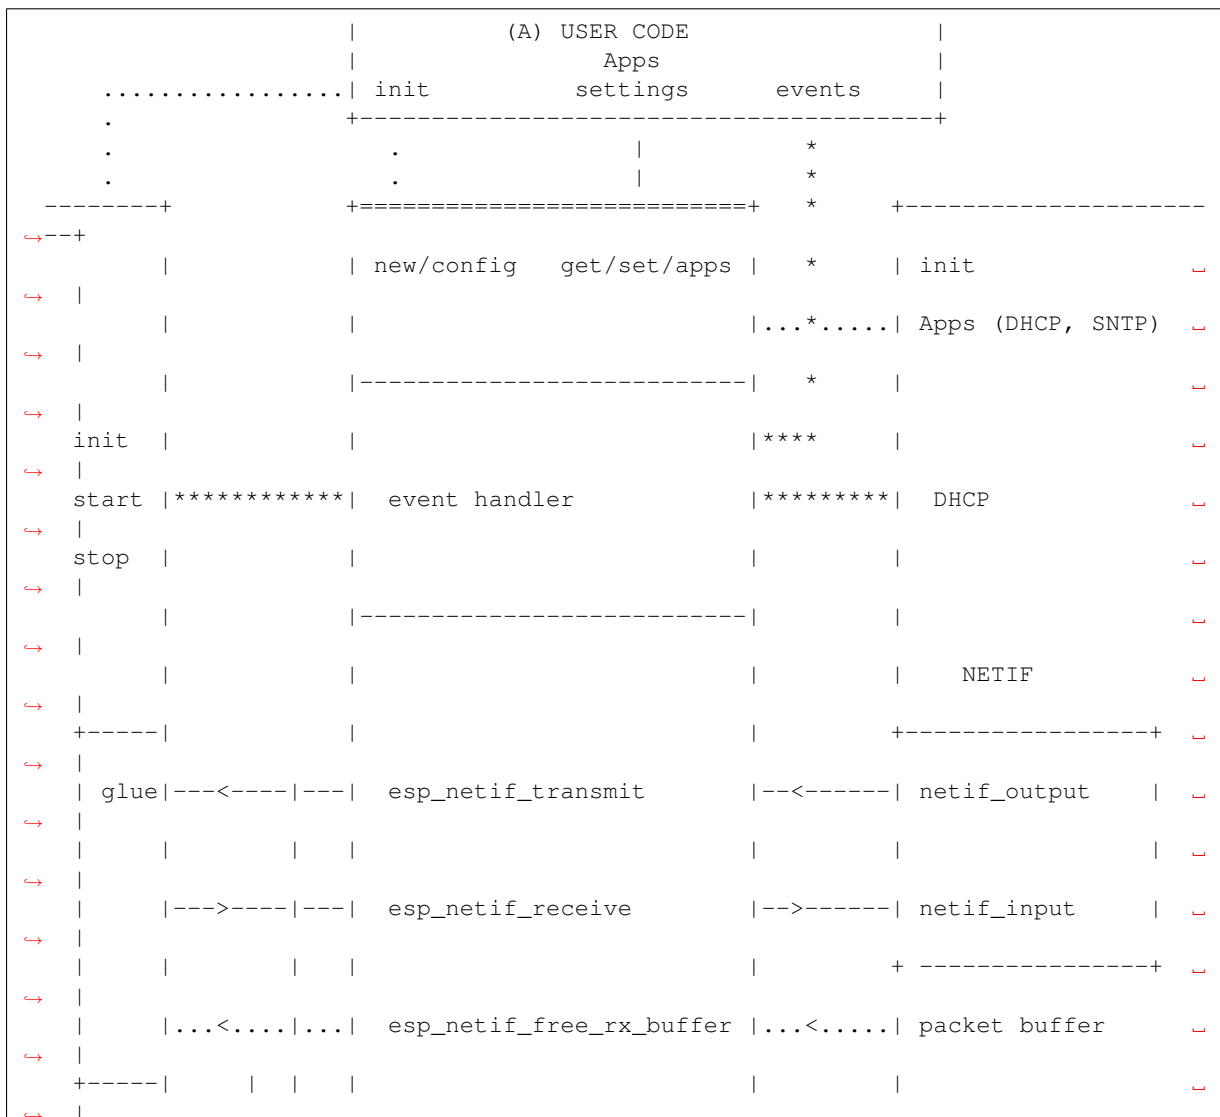 |          (A) USER CODE                 |
                       |                 Apps                   |
      .................| init          settings      events     |
      .                +----------------------------------------+
      .                   .                |           *
      .                   .                |           *
  --------+            +===========================+   *     +---------------------
↪--+
          |            | new/config   get/set/apps |   *     | init                ␣
↪  |
          |            |                           |...*.....| Apps (DHCP, SNTP)   ␣
↪  |
          |            |---------------------------|   *     |                     ␣
↪  |
    init  |            |                           |****     |                     ␣
↪  |
    start |************|  event handler            |*********|  DHCP               ␣
↪  |
    stop  |            |                           |         |                     ␣
↪  |
          |            |---------------------------|         |                     ␣
↪  |
          |            |                           |         |    NETIF            ␣
↪  |
    +-----|            |                           |         +-----------------+   ␣
↪  |
    | glue|---<----|---|  esp_netif_transmit       |--<------| netif_output    |   ␣
↪  |
    |     |        |   |                           |         |                 |   ␣
↪  |
    |     |--->----|---|  esp_netif_receive        |-->------| netif_input     |   ␣
↪  |
    |     |        |   |                           |         + ----------------+   ␣
↪  |
    |     |...<....|...|  esp_netif_free_rx_buffer |...<.....| packet buffer       ␣
↪  |
    +-----|     |  |   |                           |         |                     ␣
↪  |